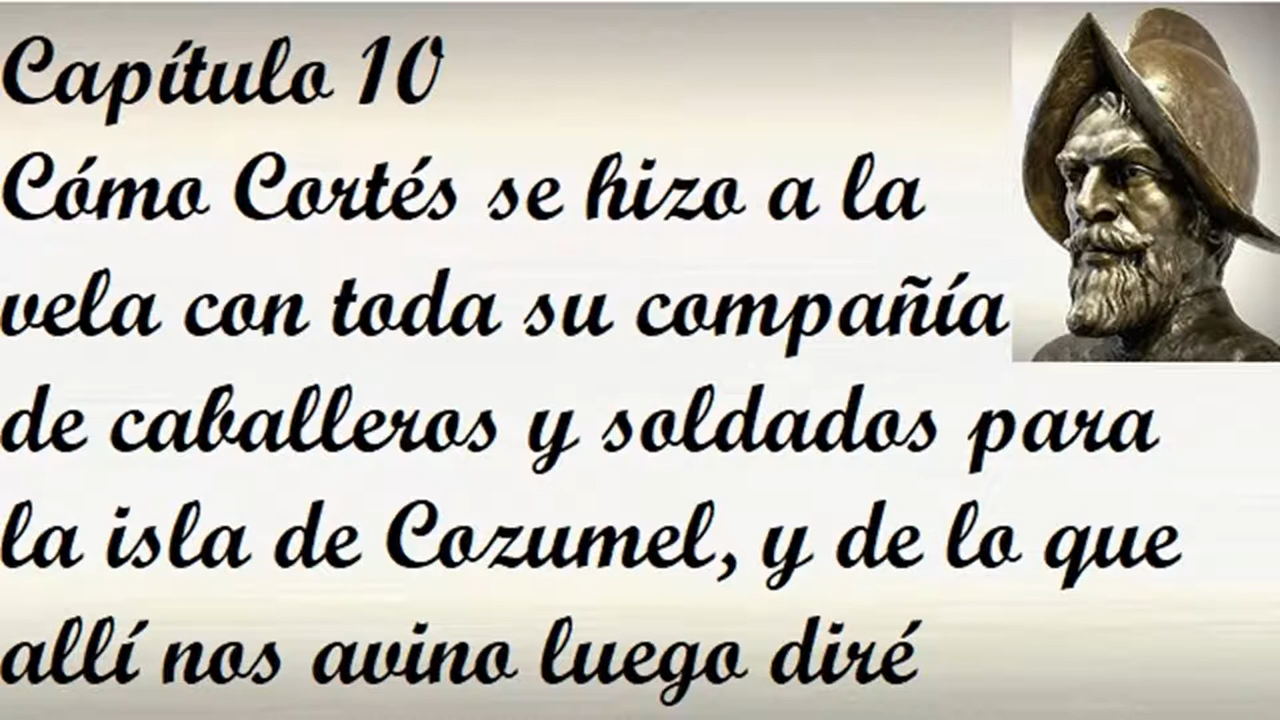 Capítulo 10
Cómo Cortés se hizo a la
vela con toda su compañía
de caballeros y soldados para
la isla de Cozumel, y de lo que
allí nos avino luego diré